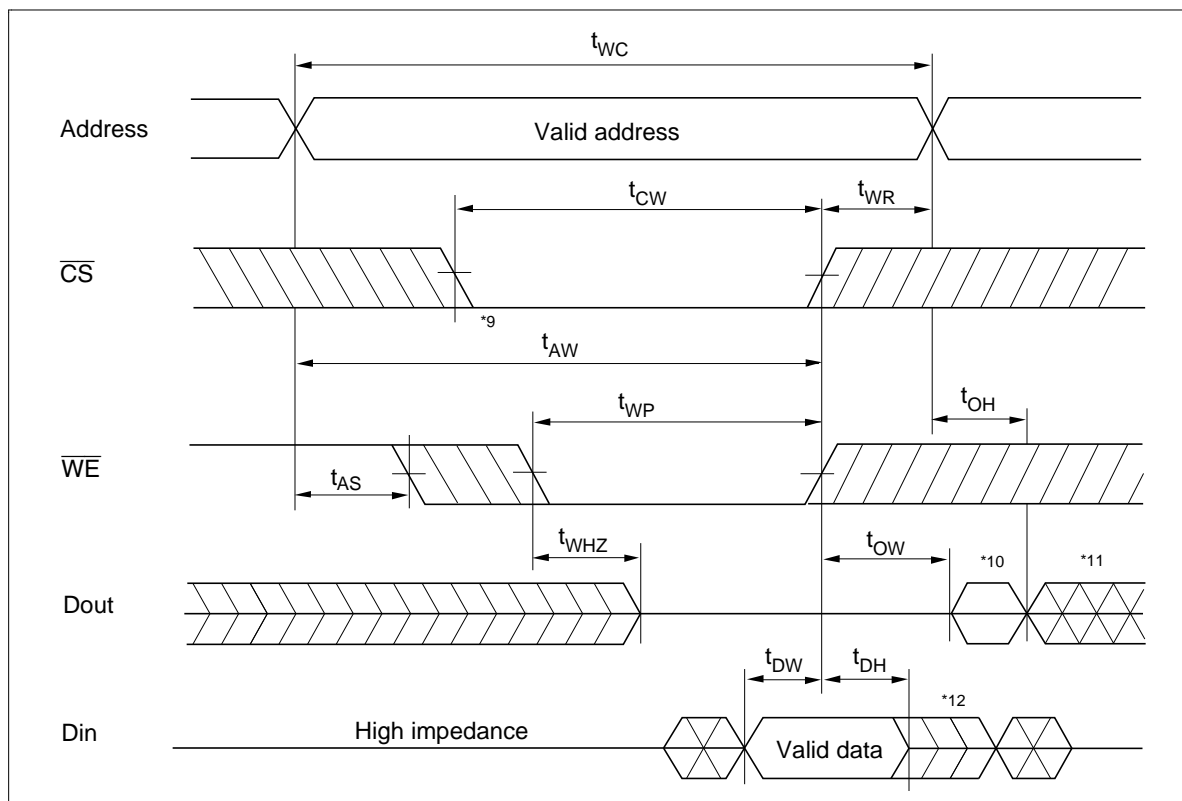 tWC
Address
Valid address
tCW
tWR
CS
*9
tAW
tWP
tOH
WE
tAS
tWHZ
tOW
*10
*11
Dout
tDW
tDH
*12
Din
High impedance
Valid data